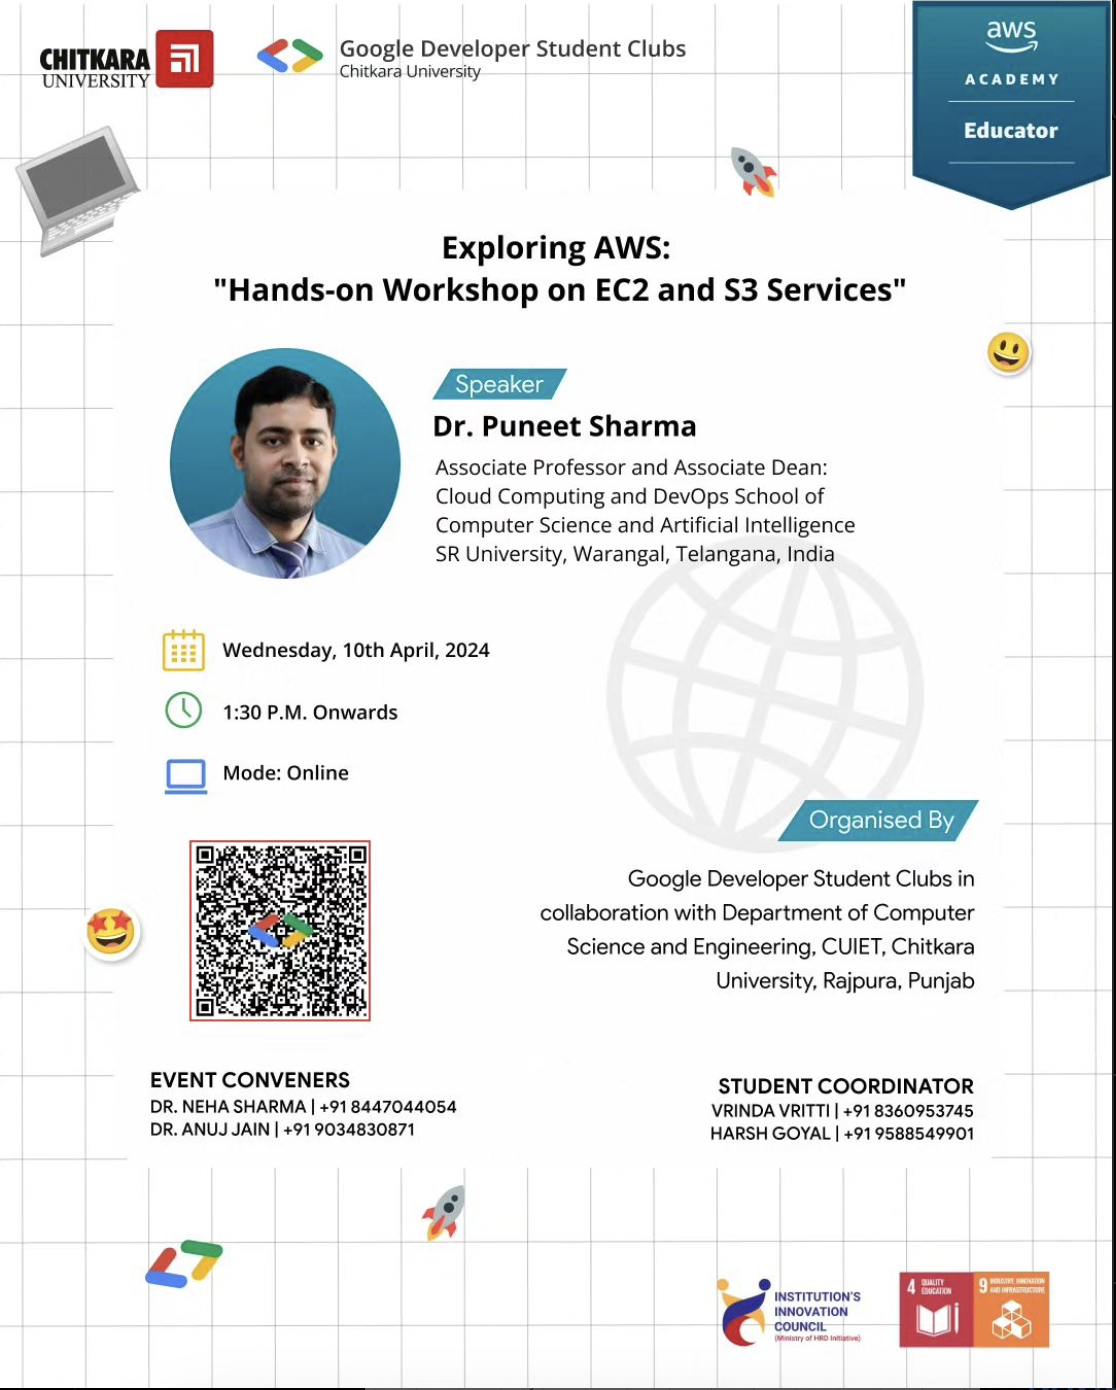 CHITKARA
UNIVERSITY
Google Developer Student Clubs
Chitkara University
aws
ACADEMY
Educator
Exploring AWS:
"Hands-on Workshop on EC2 and S3 Services"
Speaker
Dr. Puneet Sharma
Associate Professor and Associate Dean:
Cloud Computing and DevOps School of
Computer Science and Artificial Intelligence
SR University, Warangal, Telangana, India
Wednesday, 10th April, 2024
1:30 P.M. Onwards
Mode: Online
Organised By
Google Developer Student Clubs in
collaboration with Department of Computer
Science and Engineering, CUIET, Chitkara
University, Rajpura, Punjab
EVENT CONVENERS
DR. NEHA SHARMA | +91 8447044054
DR. ANUJ JAIN | +91 9034830871
STUDENT COORDINATOR
VRINDA VRITTI | +91 8360953745
HARSH GOYAL | +91 9588549901
INSTITUTION'S
INNOVATION
COUNCIL
(Ministry of HRD Initiative)
4 QUALITY
EDUCATION
9 INDUSTRY, INNOVATION
AND INFRASTRUCTURE